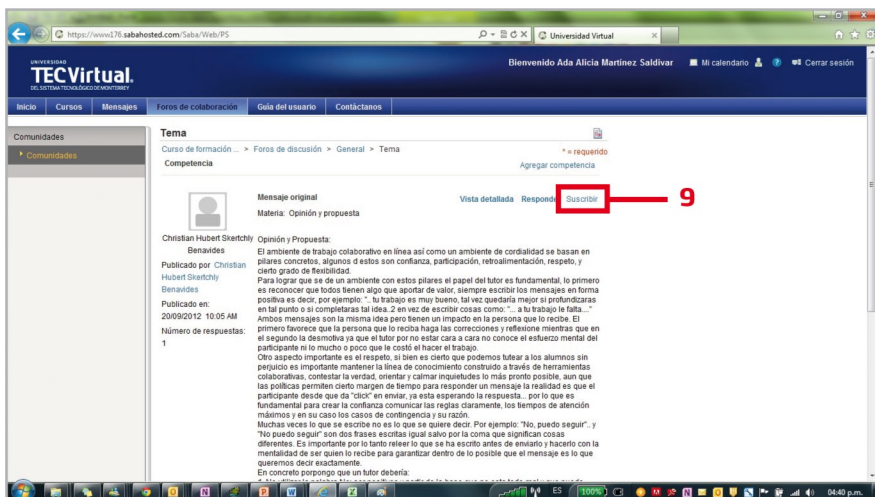 https://www176.sabahosted.com/Saba/Web/PS
Universidad Virtual
UNIVERSIDAD
TECVirtual.
DEL SISTEMA TECNOLÓGICO DE MONTERREY
Bienvenido Ada Alicia Martínez Saldivar
Mi calendario
Cerrar sesión
Inicio Cursos Mensajes Foros de colaboración Guía del usuario Contáctanos
Comunidades
Comunidades
Tema
Curso de formación ... > Foros de discusión > General > Tema
* = requerido
Competencia
Agregar competencia
Mensaje original
Vista detallada Responde Suscribir
9
Materia: Opinión y propuesta
Christian Hubert Skertchly
Benavides
Publicado por Christian
Hubert Skertchly
Benavides
Publicado en:
20/09/2012 10:05 AM
Número de respuestas:
1
Opinión y Propuesta:
El ambiente de trabajo colaborativo en línea así como un ambiente de cordialidad se basan en
pilares concretos, algunos d estos son confianza, participación, retroalimentación, respeto, y
cierto grado de flexibilidad.
Para lograr que se de un ambiente con estos pilares el papel del tutor es fundamental, lo primero
es reconocer que todos tienen algo que aportar de valor, siempre escribir los mensajes en forma
positiva es decir, por ejemplo: ".. tu trabajo es muy bueno, tal vez quedaría mejor si profundizaras
en tal punto o si completaras tal idea..2 en vez de escribir cosas como: "... a tu trabajo le falta...."
Ambos mensajes son la misma idea pero tienen un impacto en la persona que lo recibe. El
primero favorece que la persona que lo reciba haga las correcciones y reflexione mientras que en
el segundo la desmotiva ya que el tutor por no estar cara a cara no conoce el esfuerzo mental del
participante ni lo mucho o poco que le costó el hacer el trabajo.
Otro aspecto importante es el respeto, si bien es cierto que podemos tutear a los alumnos sin
perjuicio es importante mantener la línea de conocimiento construido a través de herramientas
colaborativas, contestar la verdad, orientar y calmar inquietudes lo más pronto posible, aun que
las políticas permiten cierto margen de tiempo para responder un mensaje la realidad es que el
participante desde que da "click" en enviar, ya esta esperando la respuesta... por lo que es
fundamental para crear la confianza comunicar las reglas claramente, los tiempos de atención
máximos y en su caso los casos de contingencia y su razón.
Muchas veces lo que se escribe no es lo que se quiere decir. Por ejemplo: "No, puedo seguir".. y
"No puedo seguir" son dos frases escritas igual salvo por la coma que significan cosas
diferentes. Es importante por lo tanto releer lo que se ha escrito antes de enviarlo y hacerlo con la
mentalidad de ser quien lo recibe para garantizar dentro de lo posible que el mensaje es lo que
queremos decir exactamente.
En concreto porpongo que un tutor debería:
ES 100% 04:40 p.m.